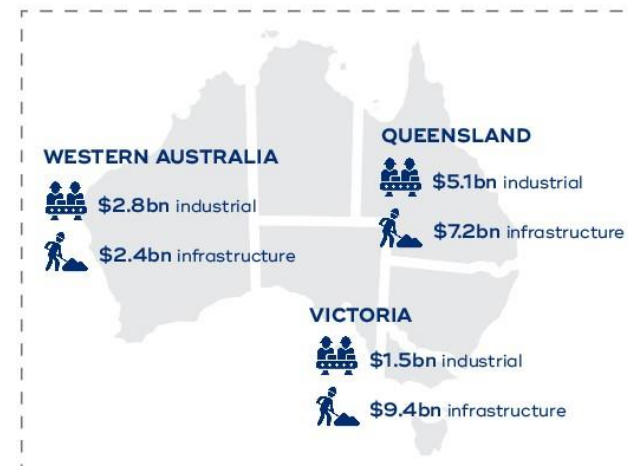 WESTERN AUSTRALIA
$2.8bn industrial
$2.4bn infrastructure
QUEENSLAND
$5.1bn industrial
$7.2bn infrastructure
VICTORIA
$1.5bn industrial
$9.4bn infrastructure